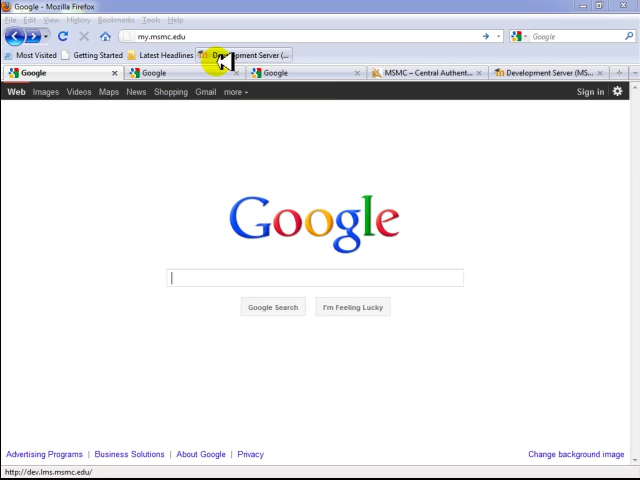 Google - Mozilla Firefox
File Edit View History Bookmarks Tools Help
my.msmc.edu Google
Most Visited Getting Started Latest Headlines Development Server (...
Google Google Google MSMC – Central Authent... Development Server (MS...
Web Images Videos Maps News Shopping Gmail more Sign in
Google
Google Search I'm Feeling Lucky
Advertising Programs | Business Solutions | About Google | Privacy Change background image
http://dev.lms.msmc.edu/